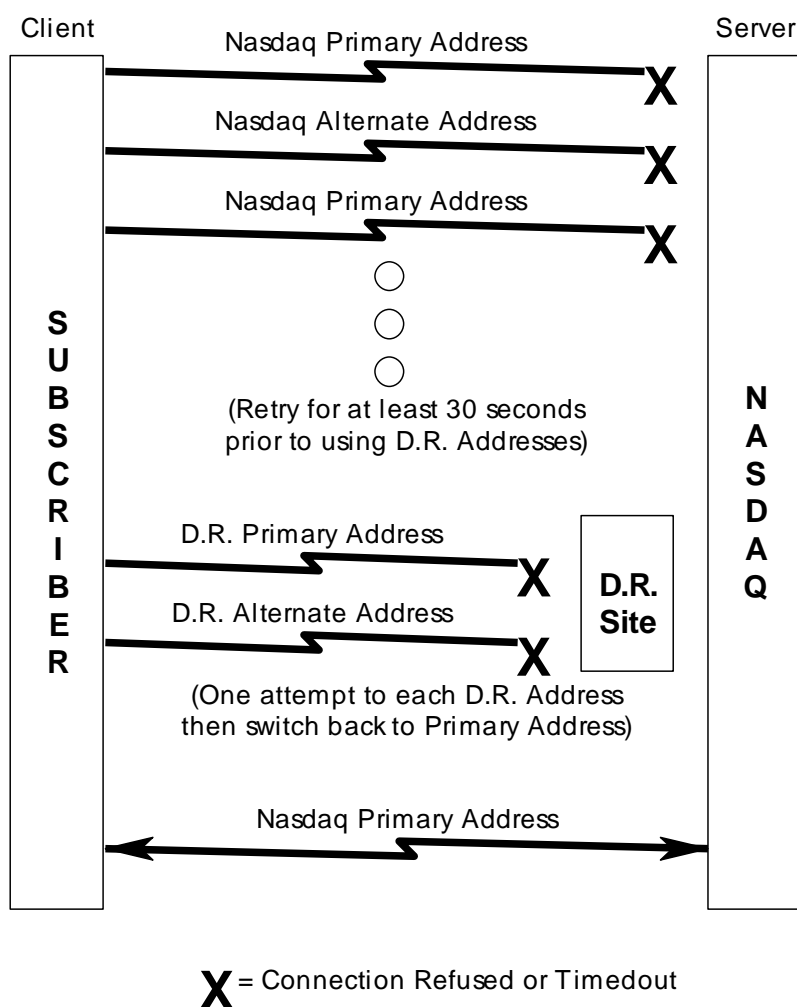 Client
Server
Nasdaq Primary Address
X
Nasdaq Alternate Address
X
Nasdaq Primary Address
X
SUBSCRIBER
NASDAQ
(Retry for at least 30 seconds
prior to using D.R. Addresses)
D.R. Primary Address
X
D.R. Alternate Address
X
D.R.
Site
(One attempt to each D.R. Address
then switch back to Primary Address)
Nasdaq Primary Address
X = Connection Refused or Timedout